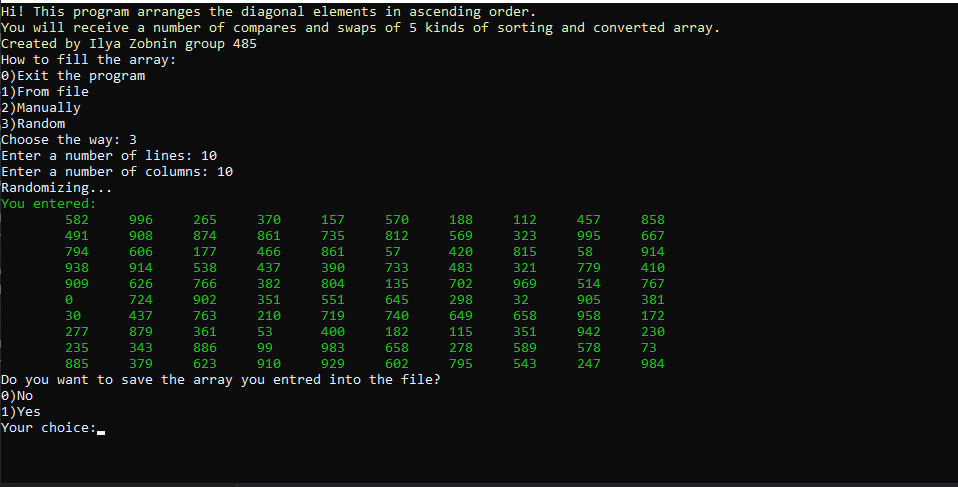 Hi! This program arranges the diagonal elements in ascending order.
You will receive a number of compares and swaps of 5 kinds of sorting and converted array.
Created by Ilya Zobnin group 485
How to fill the array:
0)Exit the program
1)From file
2)Manually
3)Random
Choose the way: 3
Enter a number of lines: 10
Enter a number of columns: 10
Randomizing...
You entered:
582 996 265 370 157 570 188 112 457 858
491 908 874 861 735 812 569 323 995 667
794 606 177 466 861 57 420 815 58 914
938 914 538 437 390 733 483 321 779 410
909 626 766 382 804 135 702 969 514 767
0 724 902 351 551 645 298 32 905 381
30 437 763 210 719 740 649 658 958 172
277 879 361 53 400 182 115 351 942 230
235 343 886 99 983 658 278 589 578 73
885 379 623 910 929 602 795 543 247 984
Do you want to save the array you entred into the file?
0)No
1)Yes
Your choice: